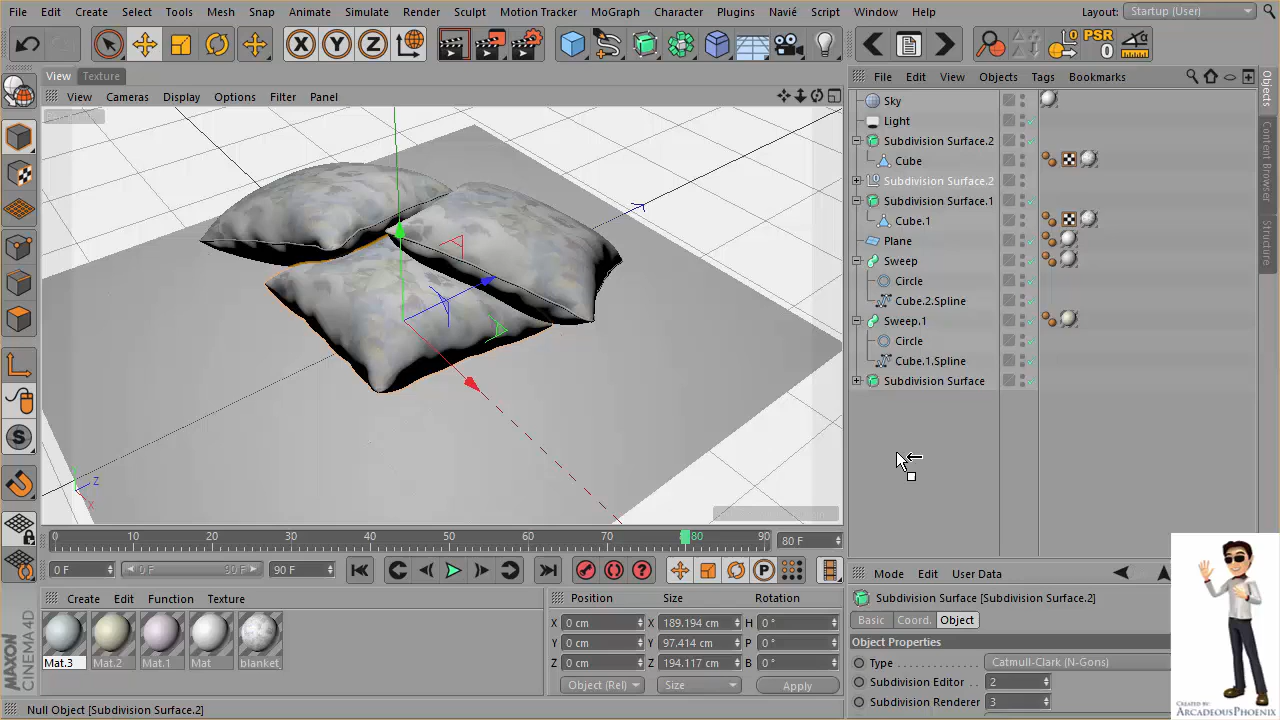 File Edit Create Select Tools Mesh Snap Animate Simulate Render Sculpt Motion Tracker MoGraph Character Plugins Navié Script Window Help Layout: Startup (User)
X Y Z PSR 0
View Texture
View Cameras Display Options Filter Panel
File Edit View Objects Tags Bookmarks
Objects
Content Browser
Structure
Sky
Light
Subdivision Surface.2
Cube
Subdivision Surface.2
Subdivision Surface.1
Cube.1
Plane
Sweep
Circle
Cube.2.Spline
Sweep.1
Circle
Cube.1.Spline
Subdivision Surface
Z
X
0 10 20 30 40 50 60 70 80 90 80 F
0 F 0 F 90 F 90 F
Create Edit Function Texture
Mat.3 Mat.2 Mat.1 Mat blanket
MAXON
CINEMA 4D
Position Size Rotation
X 0 cm X 189.194 cm H 0 °
Y 0 cm Y 97.414 cm P 0 °
Z 0 cm Z 194.117 cm B 0 °
Object (Rel) Size Apply
Null Object [Subdivision Surface.2]
Mode Edit User Data
Subdivision Surface [Subdivision Surface.2]
Basic Coord. Object
Object Properties
Type Catmull-Clark (N-Gons)
Subdivision Editor 2
Subdivision Renderer 3
CREATED BY:
ARCADEOUSPHOENIX